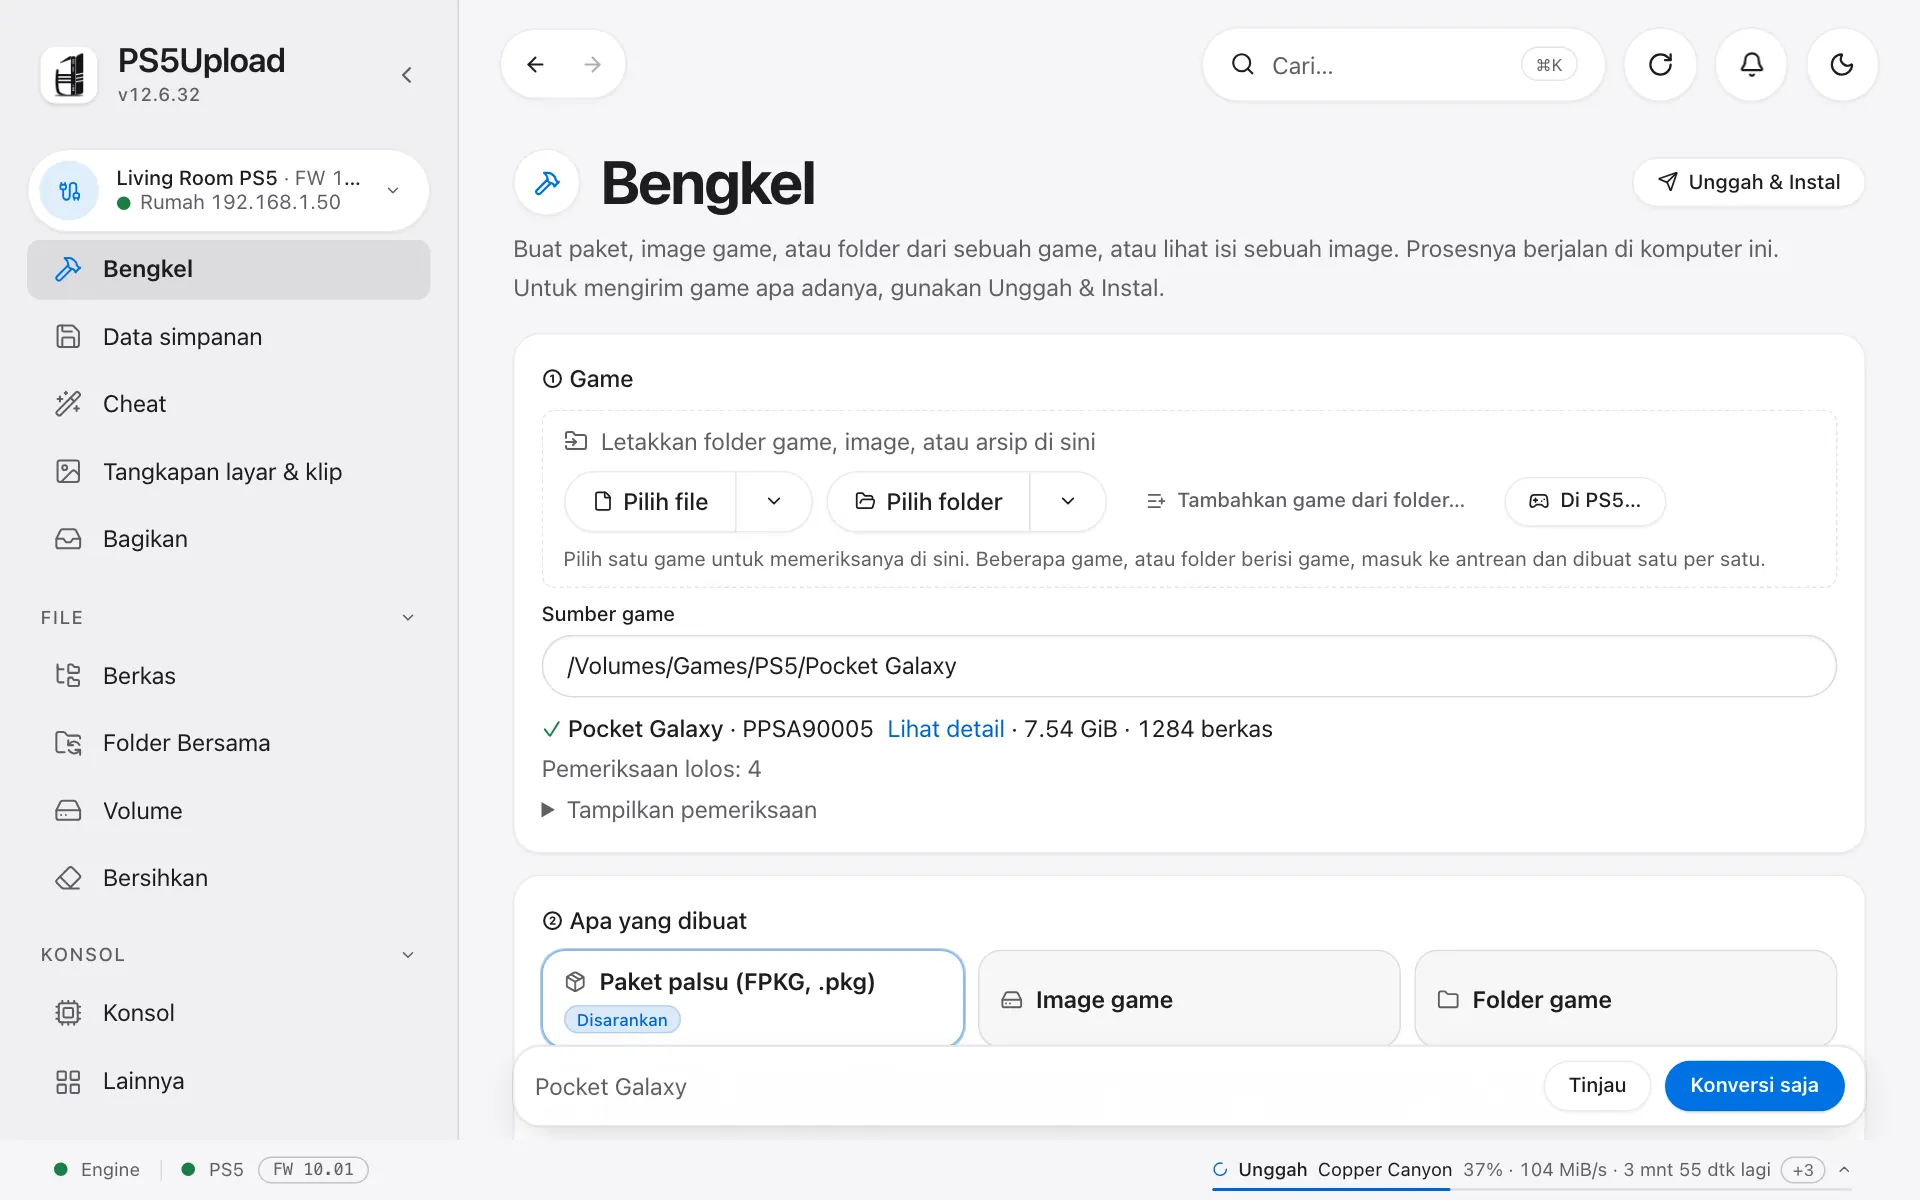 PS5Upload
v12.6.32
Living Room PS5 · FW 1...
Rumah 192.168.1.50
Bengkel
Data simpanan
Cheat
Tangkapan layar & klip
Bagikan
FILE
Berkas
Folder Bersama
Volume
Bersihkan
KONSOL
Konsol
Lainnya
Cari...
⌘K
Bengkel
Unggah & Instal
Buat paket, image game, atau folder dari sebuah game, atau lihat isi sebuah image. Prosesnya berjalan di komputer ini.
Untuk mengirim game apa adanya, gunakan Unggah & Instal.
① Game
Letakkan folder game, image, atau arsip di sini
Pilih file
Pilih folder
Tambahkan game dari folder...
Di PS5...
Pilih satu game untuk memeriksanya di sini. Beberapa game, atau folder berisi game, masuk ke antrean dan dibuat satu per satu.
Sumber game
/Volumes/Games/PS5/Pocket Galaxy
✓ Pocket Galaxy · PPSA90005 Lihat detail · 7.54 GiB · 1284 berkas
Pemeriksaan lolos: 4
▶ Tampilkan pemeriksaan
② Apa yang dibuat
Paket palsu (FPKG, .pkg)
Disarankan
Image game
Folder game
Pocket Galaxy
Tinjau
Konversi saja
Engine
PS5
FW 10.01
Unggah Copper Canyon 37% · 104 MiB/s · 3 mnt 55 dtk lagi +3